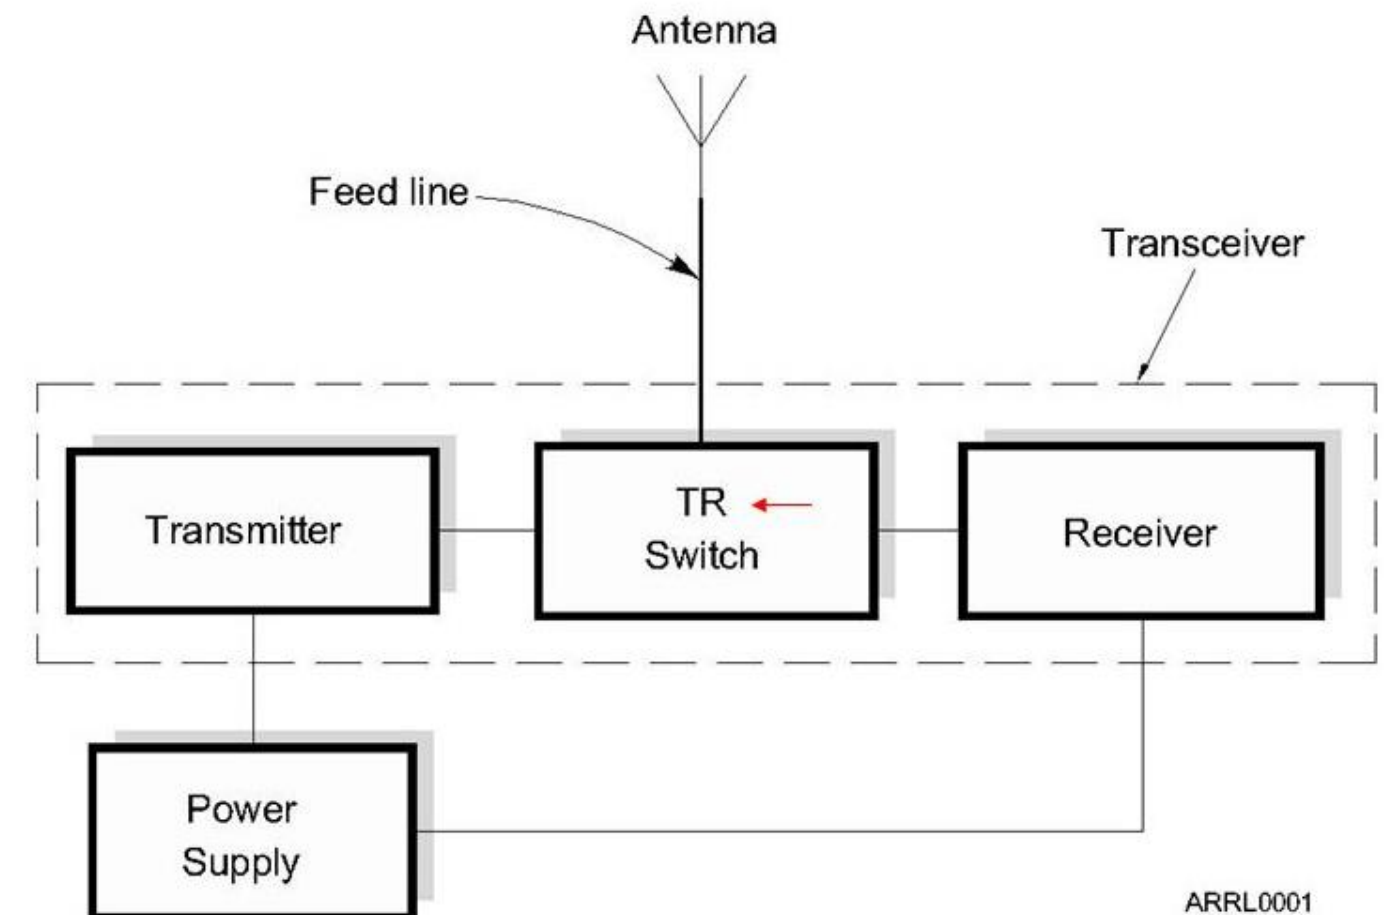 Antenna
Feed line
Transceiver
Transmitter
TR
Switch
Receiver
Power
Supply
ARRL0001